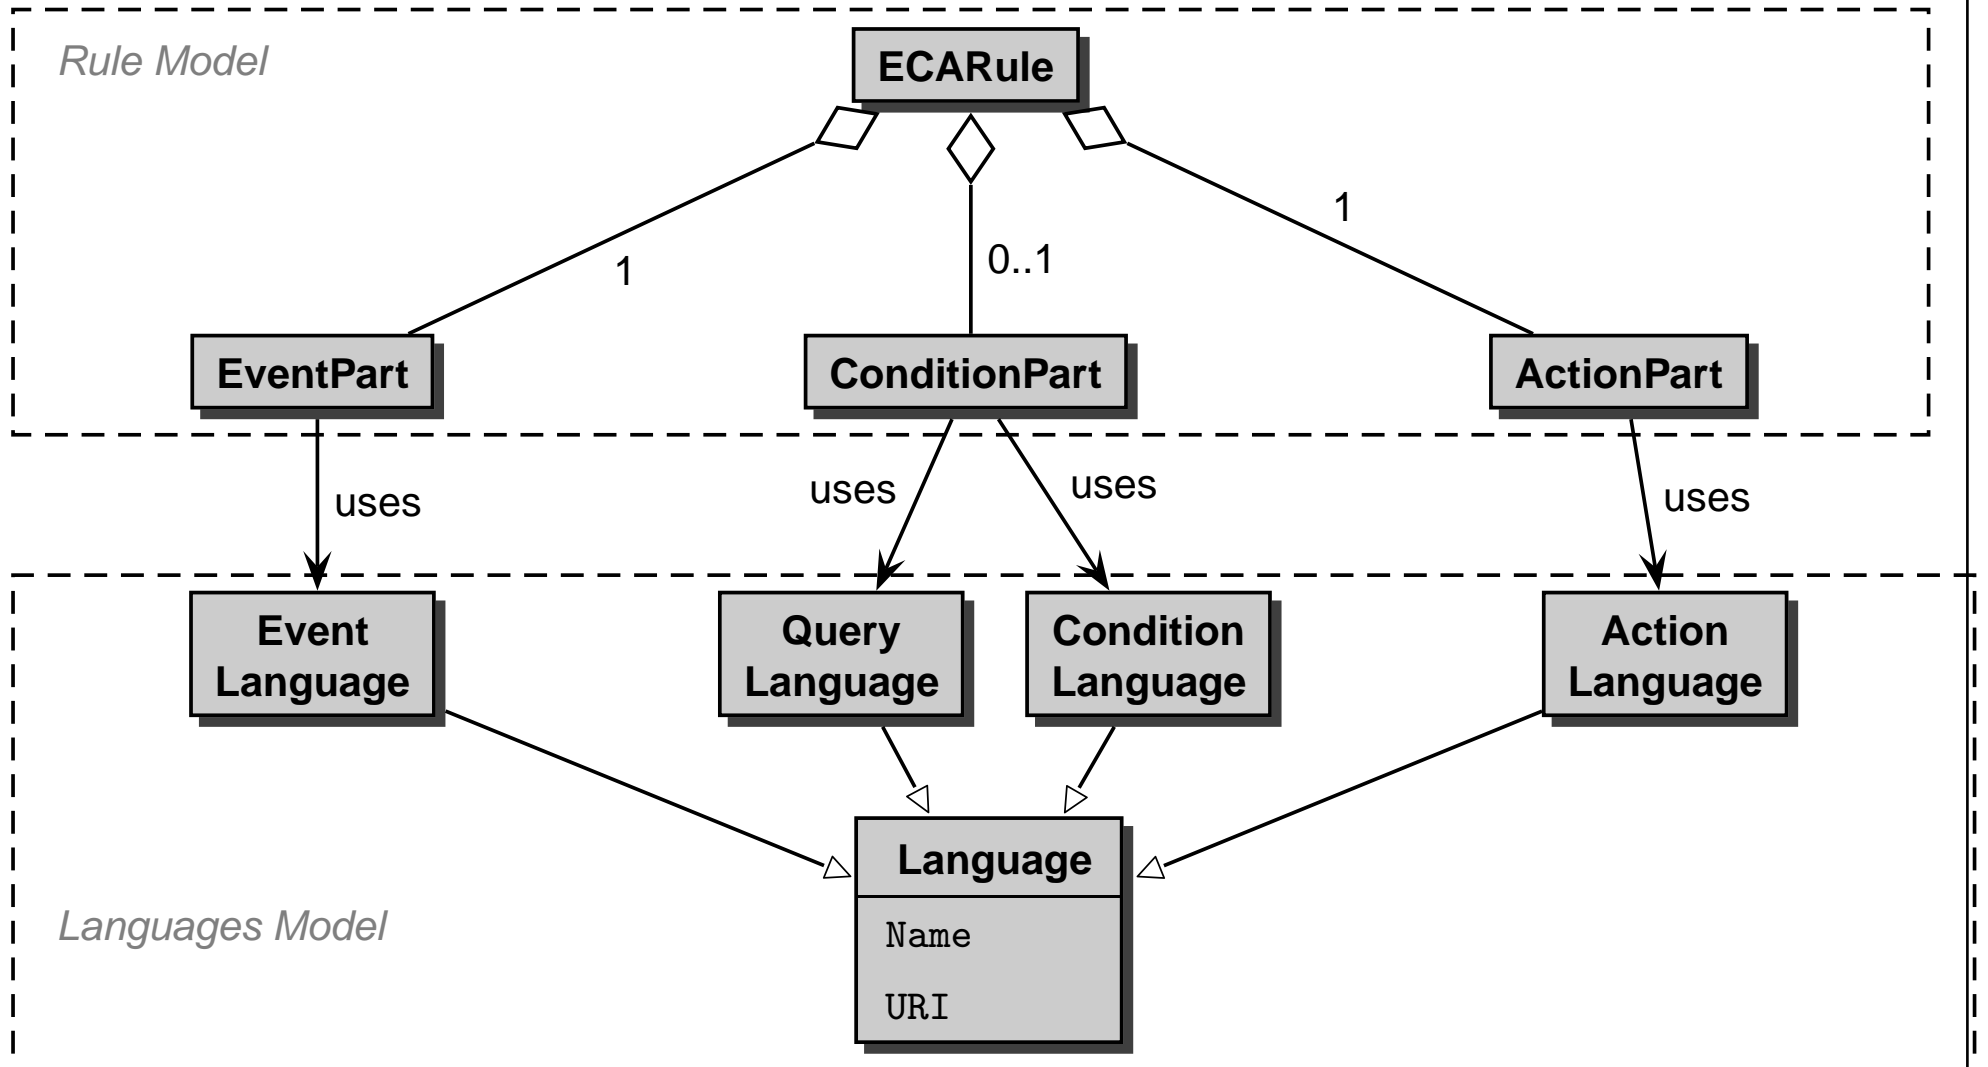 Rule Model
ECARule
1
0..1
1
EventPart
ConditionPart
ActionPart
uses
uses
uses
uses
Event
Language
Query
Language
Condition
Language
Action
Language
Language
Name
URI
Languages Model